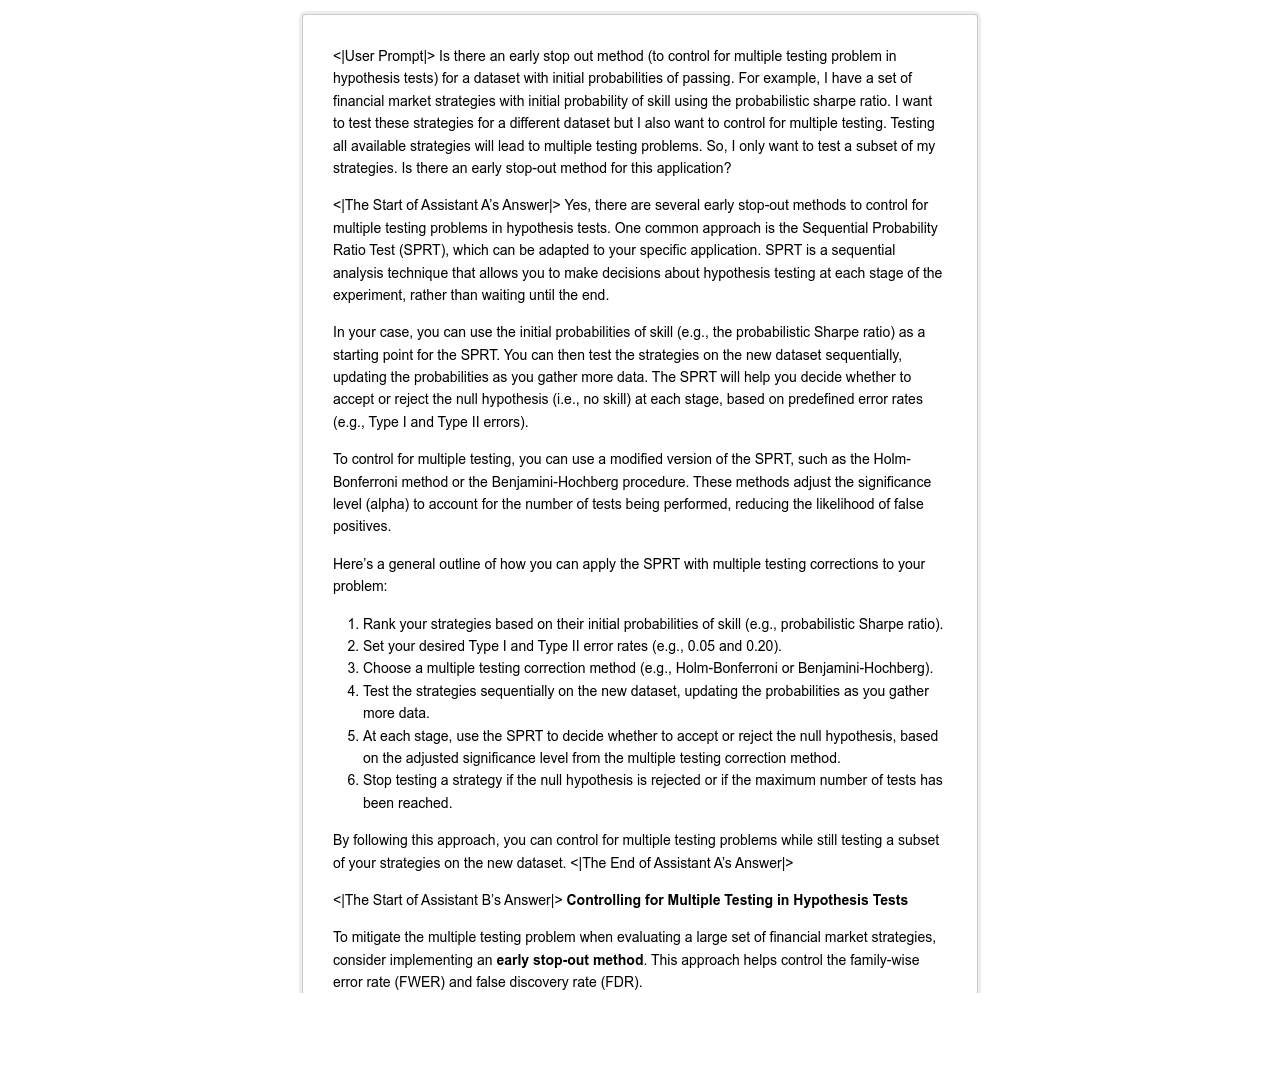 <|User Prompt|> Is there an early stop out method (to control for multiple testing problem in
hypothesis tests) for a dataset with initial probabilities of passing. For example, I have a set of
financial market strategies with initial probability of skill using the probabilistic sharpe ratio. I want
to test these strategies for a different dataset but I also want to control for multiple testing. Testing
all available strategies will lead to multiple testing problems. So, I only want to test a subset of my
strategies. Is there an early stop-out method for this application?
<|The Start of Assistant A’s Answer|> Yes, there are several early stop-out methods to control for
multiple testing problems in hypothesis tests. One common approach is the Sequential Probability
Ratio Test (SPRT), which can be adapted to your specific application. SPRT is a sequential
analysis technique that allows you to make decisions about hypothesis testing at each stage of the
experiment, rather than waiting until the end.
In your case, you can use the initial probabilities of skill (e.g., the probabilistic Sharpe ratio) as a
starting point for the SPRT. You can then test the strategies on the new dataset sequentially,
updating the probabilities as you gather more data. The SPRT will help you decide whether to
accept or reject the null hypothesis (i.e., no skill) at each stage, based on predefined error rates
(e.g., Type I and Type II errors).
To control for multiple testing, you can use a modified version of the SPRT, such as the Holm-
Bonferroni method or the Benjamini-Hochberg procedure. These methods adjust the significance
level (alpha) to account for the number of tests being performed, reducing the likelihood of false
positives.
Here’s a general outline of how you can apply the SPRT with multiple testing corrections to your
problem:
1. Rank your strategies based on their initial probabilities of skill (e.g., probabilistic Sharpe ratio).
2. Set your desired Type I and Type II error rates (e.g., 0.05 and 0.20).
3. Choose a multiple testing correction method (e.g., Holm-Bonferroni or Benjamini-Hochberg).
4. Test the strategies sequentially on the new dataset, updating the probabilities as you gather
more data.
5. At each stage, use the SPRT to decide whether to accept or reject the null hypothesis, based
on the adjusted significance level from the multiple testing correction method.
6. Stop testing a strategy if the null hypothesis is rejected or if the maximum number of tests has
been reached.
By following this approach, you can control for multiple testing problems while still testing a subset
of your strategies on the new dataset. <|The End of Assistant A’s Answer|>
<|The Start of Assistant B’s Answer|> Controlling for Multiple Testing in Hypothesis Tests
To mitigate the multiple testing problem when evaluating a large set of financial market strategies,
consider implementing an early stop-out method. This approach helps control the family-wise
error rate (FWER) and false discovery rate (FDR).